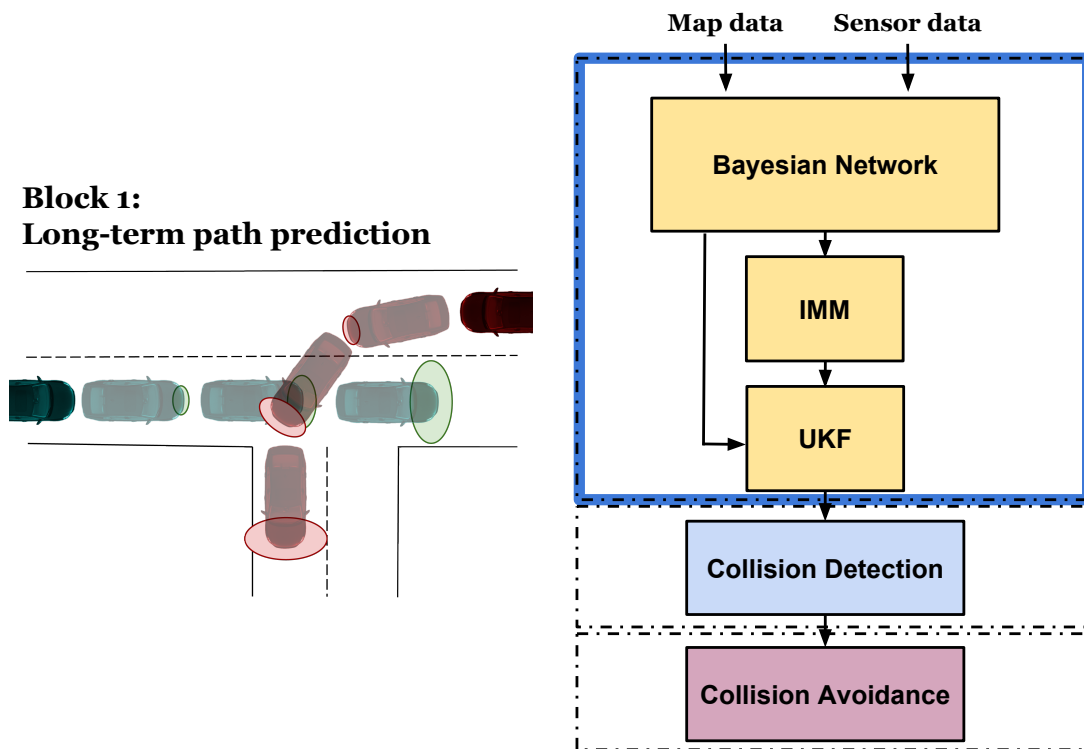 Map data
Sensor data
Block 1:
Long-term path prediction
Bayesian Network
IMM
UKF
Collision Detection
Collision Avoidance